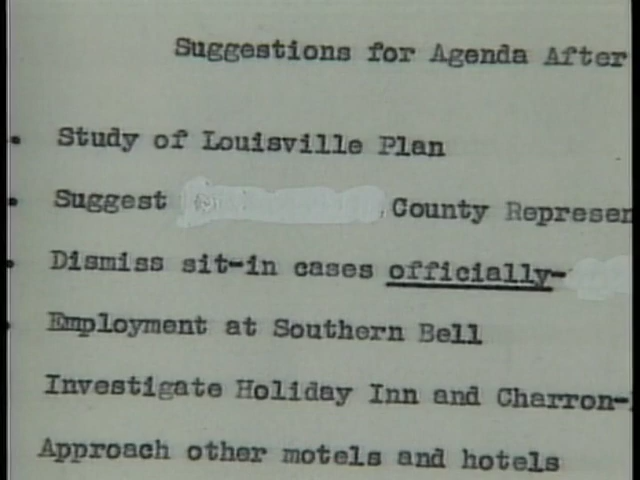 Suggestions for Agenda After
Study of Louisville Plan
Suggest County Represen
Dismiss sit-in cases officially-
Employment at Southern Bell
Investigate Holiday Inn and Charron-
Approach other motels and hotels